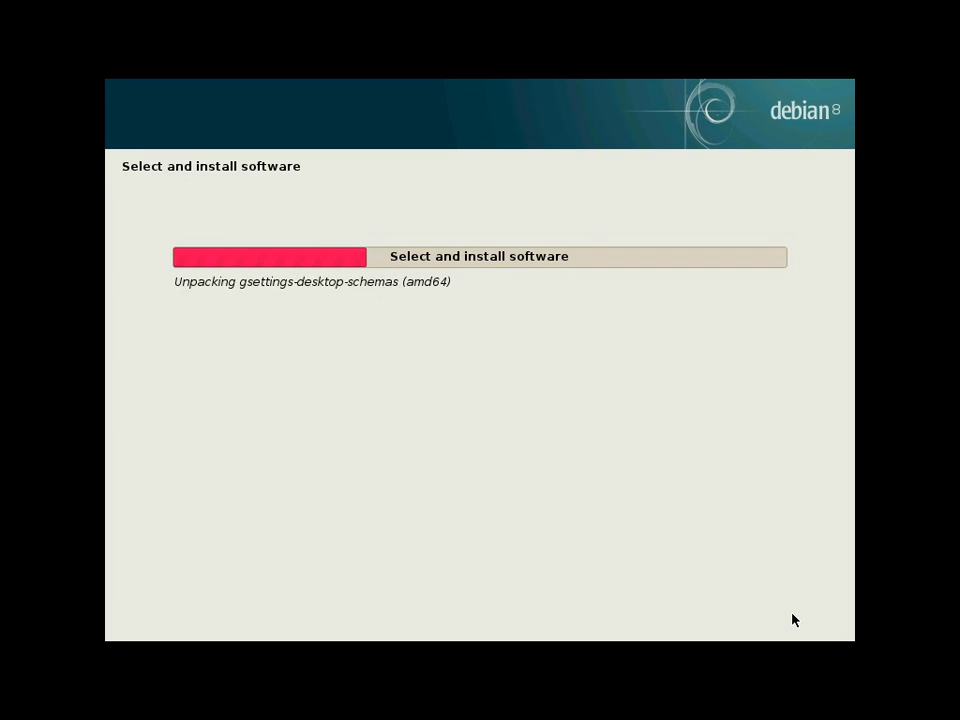 debian 8
Select and install software
Select and install software
Unpacking gsettings-desktop-schemas (amd64)